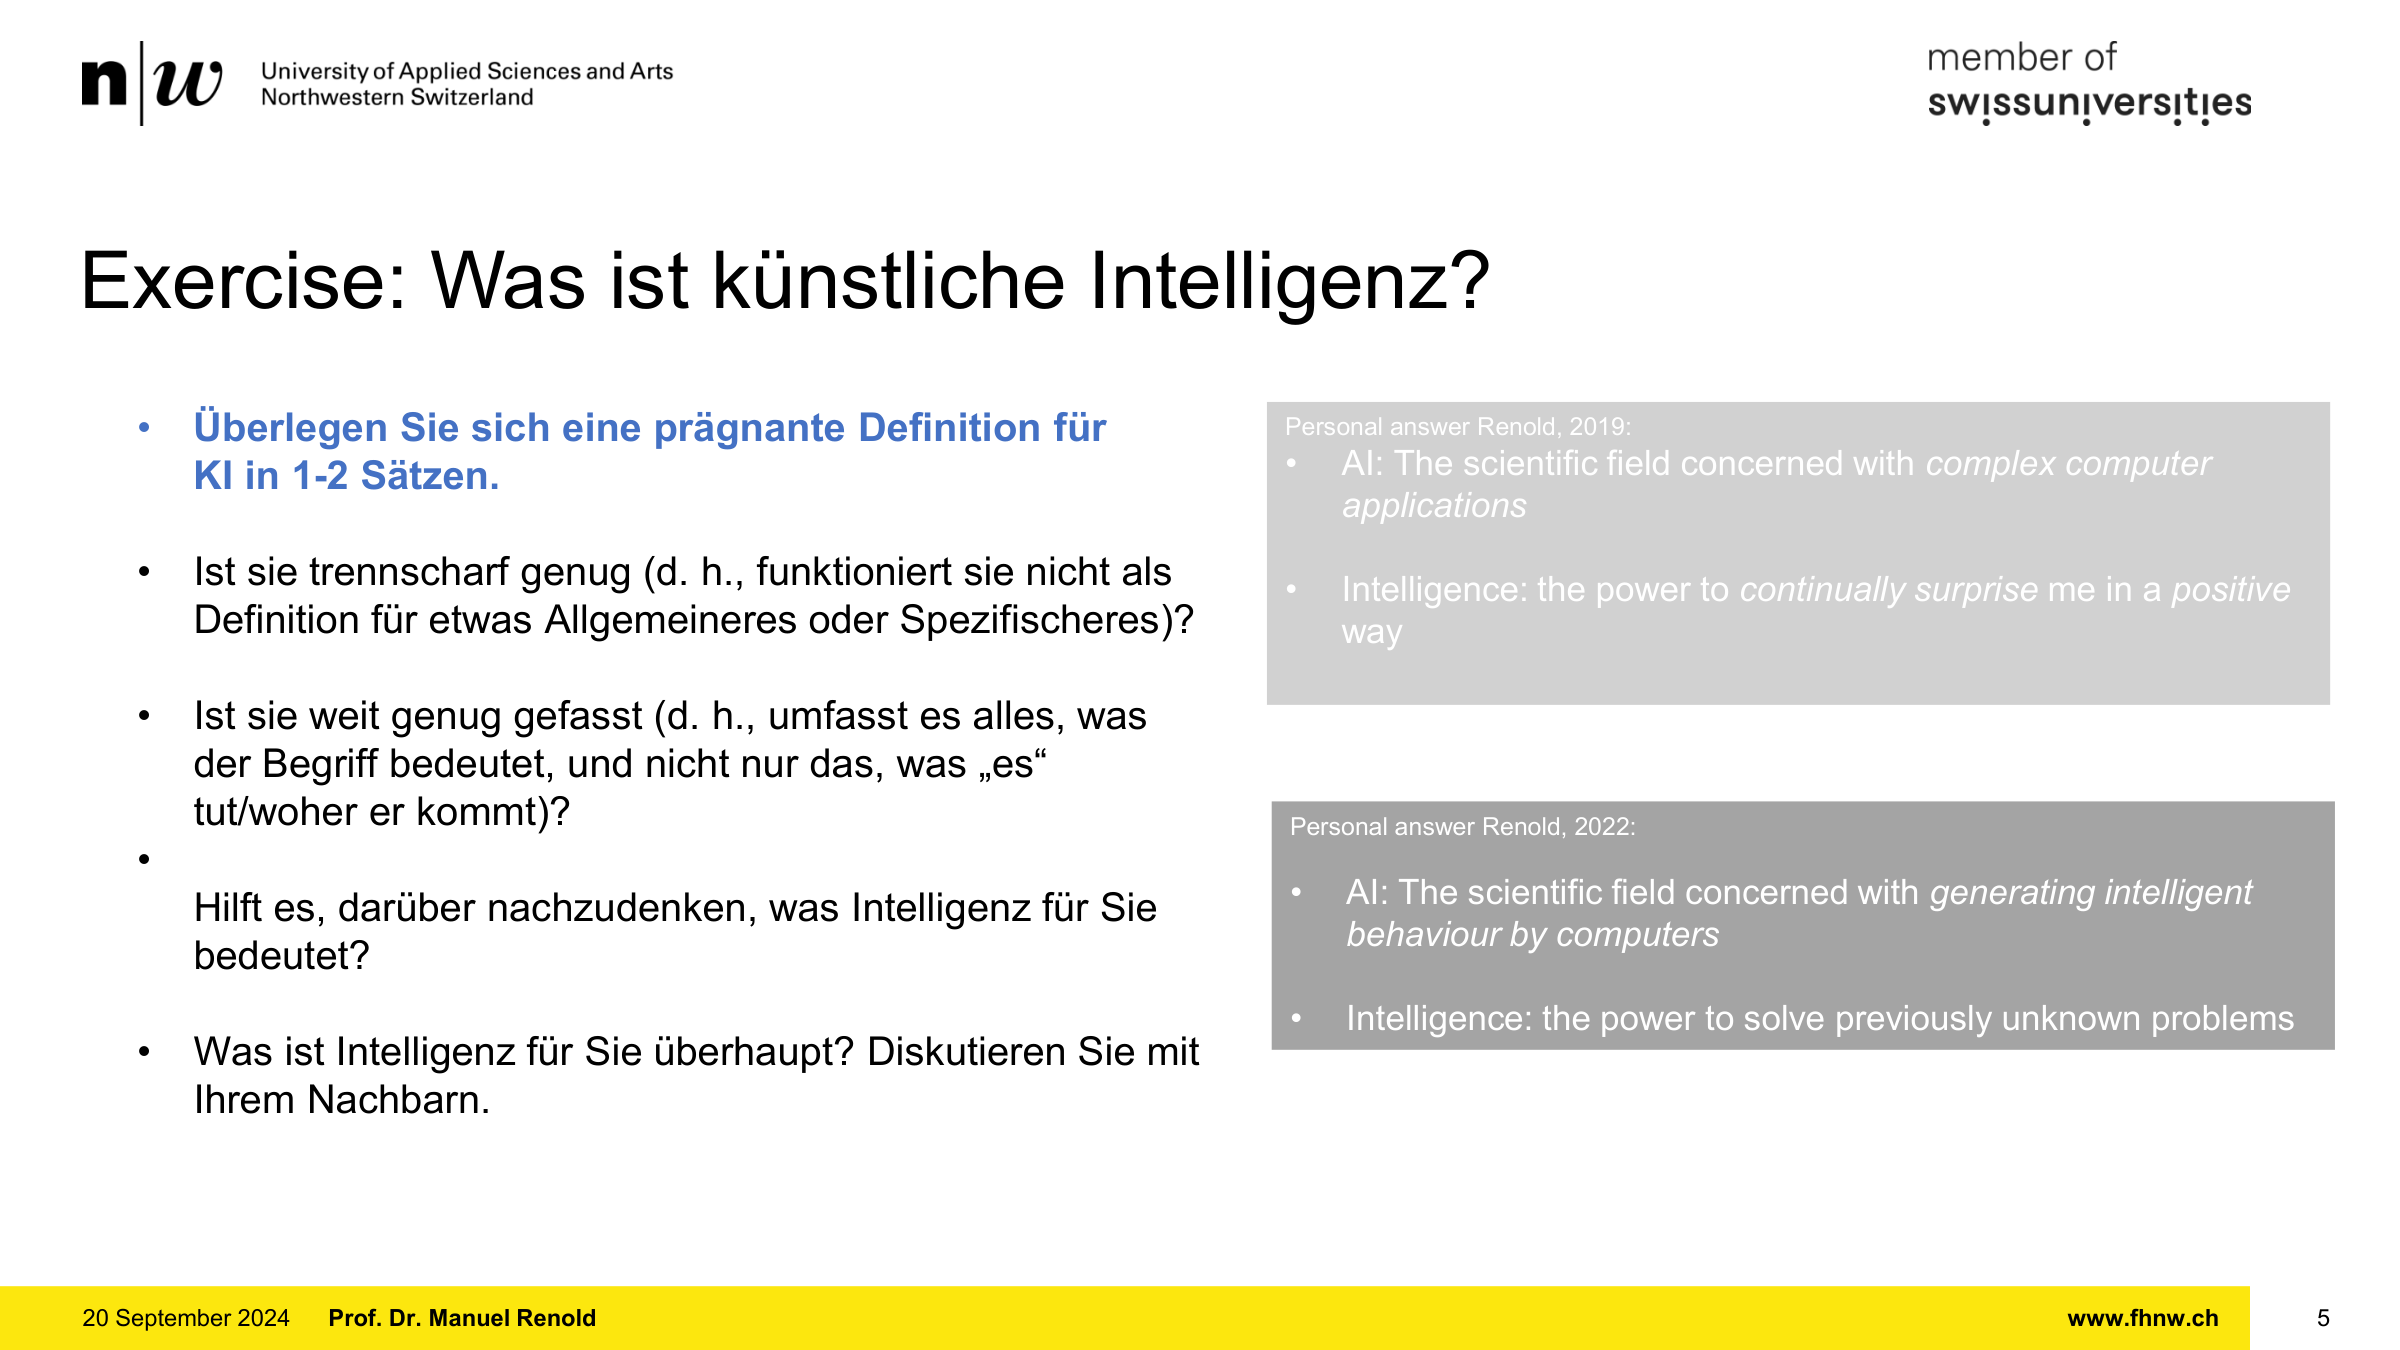 n|w University of Applied Sciences and Arts
Northwestern Switzerland
member of
swissuniversities
Exercise: Was ist künstliche Intelligenz?
• Überlegen Sie sich eine prägnante Definition für
KI in 1-2 Sätzen.
• Ist sie trennscharf genug (d. h., funktioniert sie nicht als
Definition für etwas Allgemeineres oder Spezifischeres)?
• Ist sie weit genug gefasst (d. h., umfasst es alles, was
der Begriff bedeutet, und nicht nur das, was „es“
tut/woher er kommt)?
•
Hilft es, darüber nachzudenken, was Intelligenz für Sie
bedeutet?
• Was ist Intelligenz für Sie überhaupt? Diskutieren Sie mit
Ihrem Nachbarn.
Personal answer Renold, 2019:
• AI: The scientific field concerned with complex computer
applications
• Intelligence: the power to continually surprise me in a positive
way
Personal answer Renold, 2022:
• AI: The scientific field concerned with generating intelligent
behaviour by computers
• Intelligence: the power to solve previously unknown problems
20 September 2024 Prof. Dr. Manuel Renold
www.fhnw.ch 5